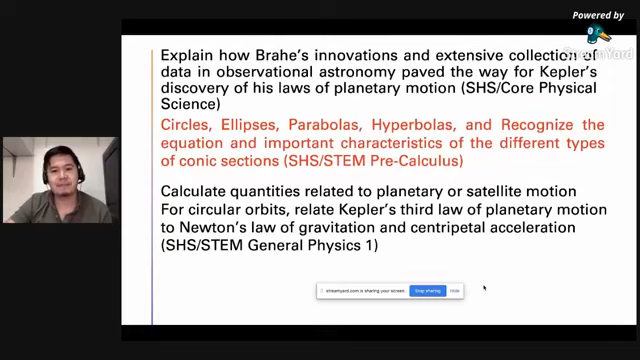 Powered by
StreamYard
Explain how Brahe's innovations and extensive collection of
data in observational astronomy paved the way for Kepler's
discovery of his laws of planetary motion (SHS/Core Physical
Science)
Circles, Ellipses, Parabolas, Hyperbolas, and Recognize the
equation and important characteristics of the different types
of conic sections (SHS/STEM Pre-Calculus)
Calculate quantities related to planetary or satellite motion
For circular orbits, relate Kepler's third law of planetary motion
to Newton's law of gravitation and centripetal acceleration
(SHS/STEM General Physics 1)
streamyard.com is sharing your screen. Stop sharing Hide